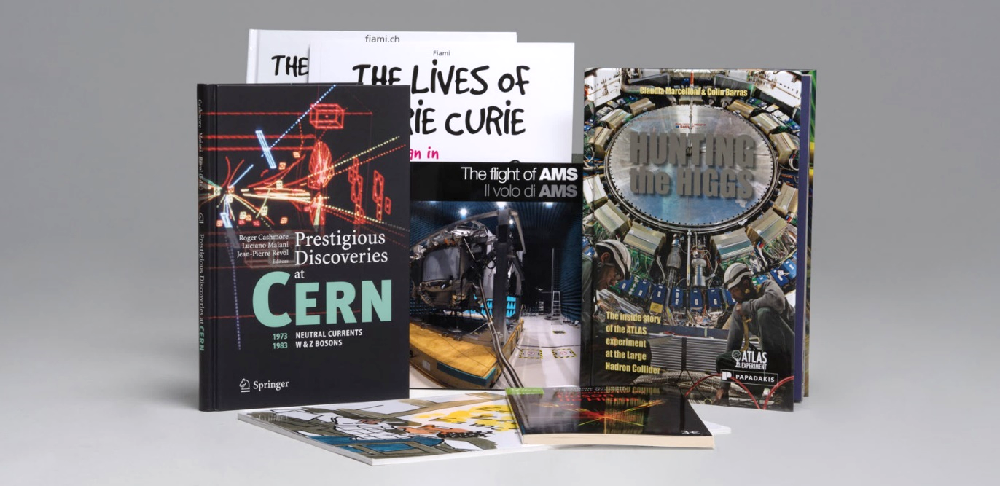 fiami.ch
THE
Fiami
THE LiVES oF
RIE CURIE
gn in
Cashmore · Maiani · Revol (Eds.)
Prestigious Discoveries at CERN
Roger Cashmore
Luciano Maiani
Jean-Pierre Revol
Editors
Prestigious
Discoveries
at
CERN
1973 NEUTRAL CURRENTS
1983 W & Z BOSONS
Springer
The flight of AMS
Il volo di AMS
Claudia Marcelloni & Colin Barras
HUNTING
the HIGGS
The inside story
of the ATLAS
experiment
at the Large
Hadron Collider
ATLAS
EXPERIMENT
PAPADAKIS
3€